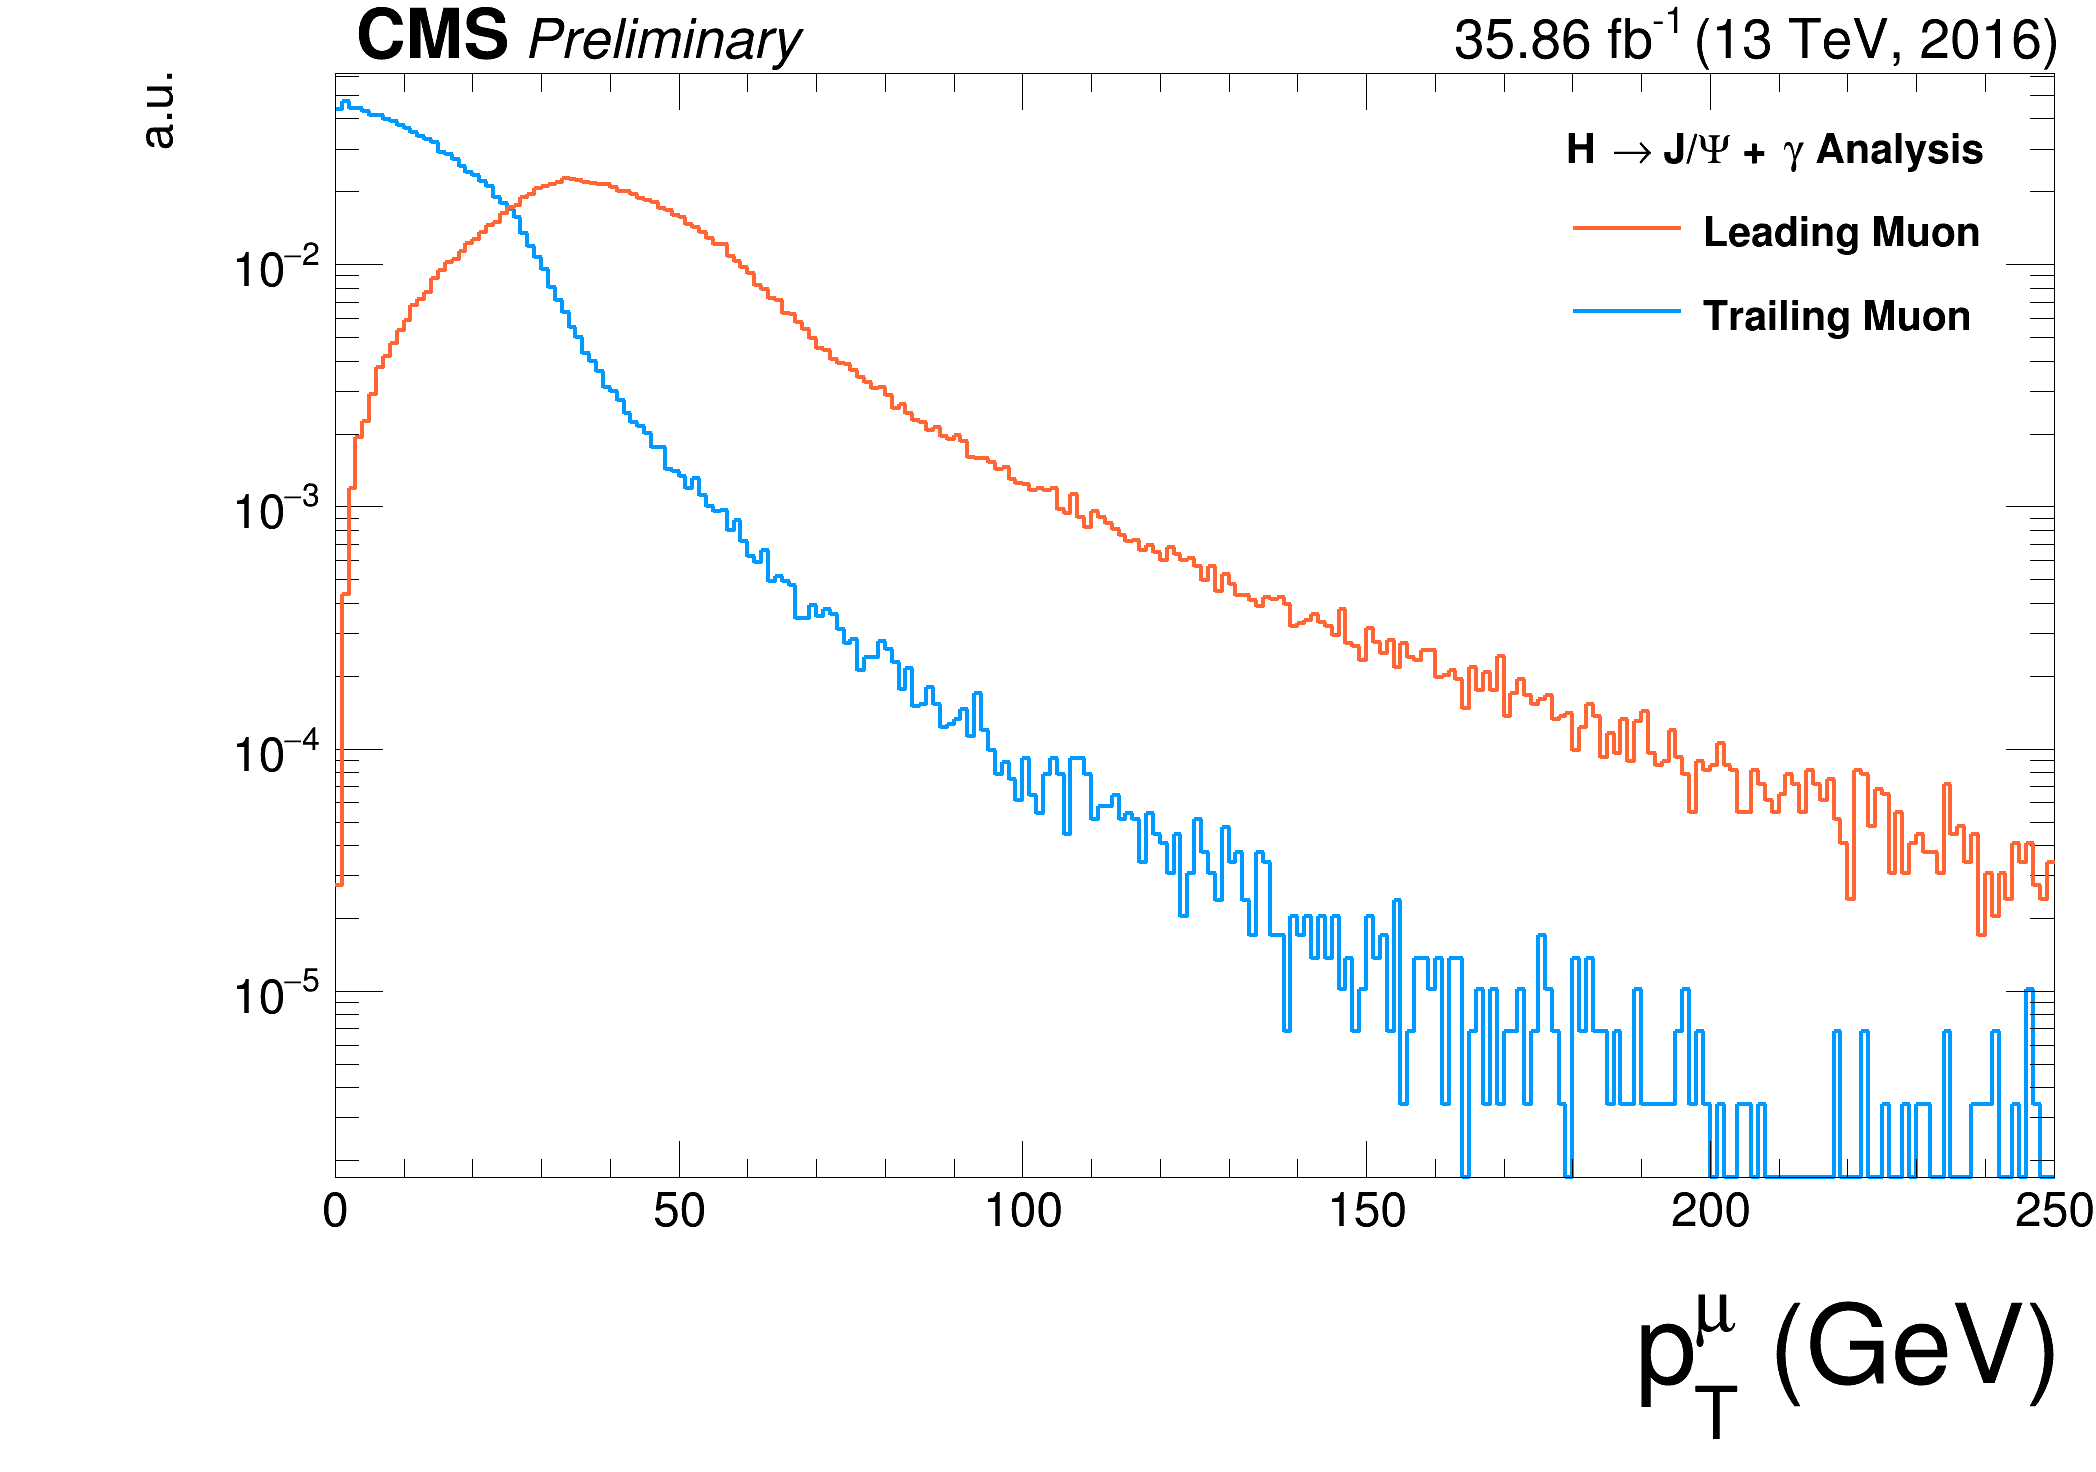 CMS Preliminary
35.86 fb⁻¹ (13 TeV, 2016)
a.u.
H → J/Ψ + γ Analysis
Leading Muon
Trailing Muon
10⁻²
10⁻³
10⁻⁴
10⁻⁵
0 50 100 150 200 250
p_T^μ (GeV)